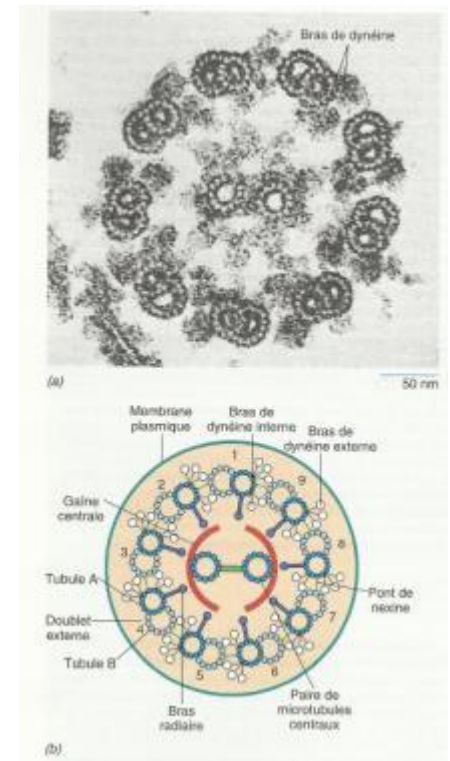 Bras de dynéine
(a)
50 nm
Membrane
plasmique
Bras de
dynéine interne
Bras de
dynéine externe
1
2
9
Gaine
centrale
3
8
Tubule A
Pont de
nexine
Doublet
externe
4
7
Tubule B
5
6
Bras
radiaire
Paire de
microtubules
centraux
(b)